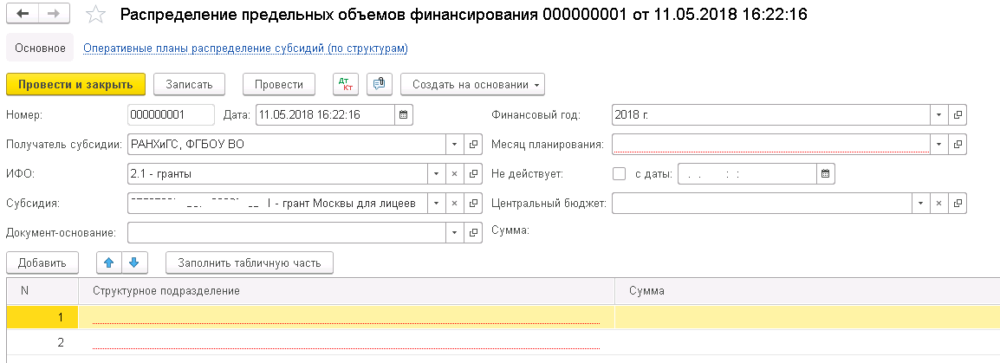 Распределение предельных объемов финансирования 000000001 от 11.05.2018 16:22:16
Основное Оперативные планы распределение субсидий (по структурам)
Провести и закрыть Записать Провести Дт Кт Создать на основании
Номер: 000000001 Дата: 11.05.2018 16:22:16 Финансовый год: 2018 г.
Получатель субсидии: РАНХиГС, ФГБОУ ВО Месяц планирования:
ИФО: 2.1 - гранты Не действует: с даты: . . : :
Субсидия: - грант Москвы для лицеев Центральный бюджет:
Документ-основание: Сумма:
Добавить Заполнить табличную часть
N Структурное подразделение Сумма
1
2